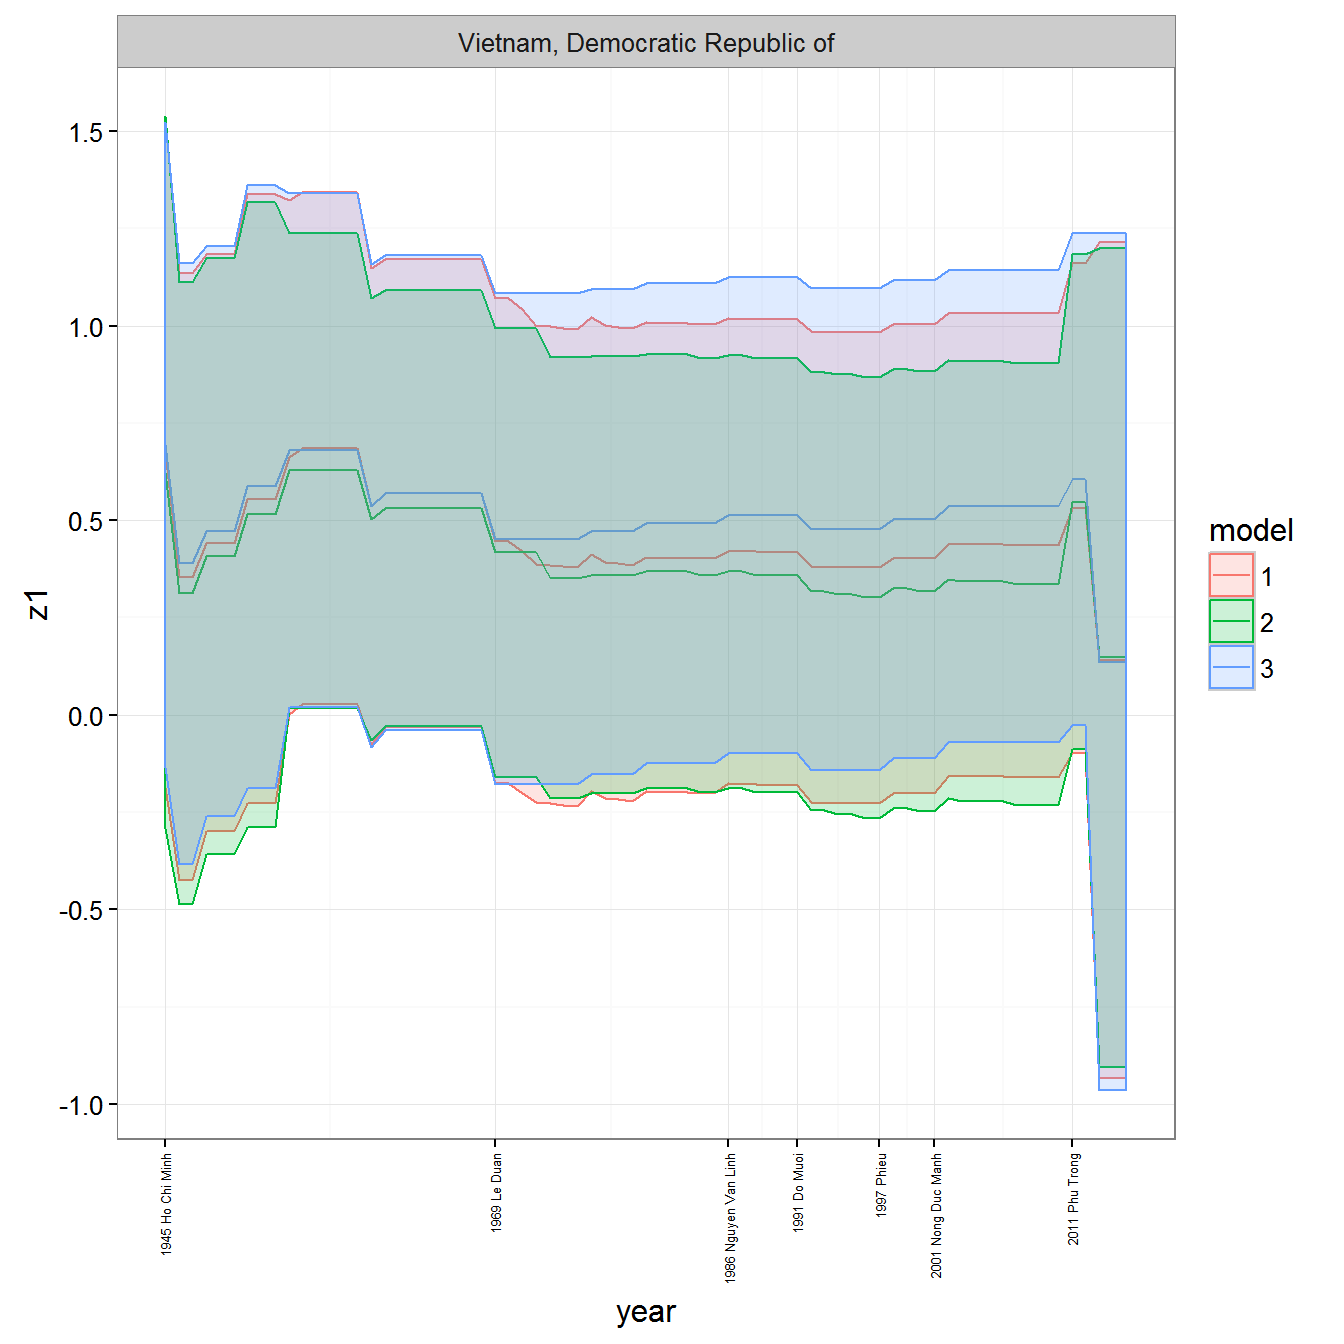 Vietnam, Democratic Republic of
1.5
1.0
0.5
0.0
-0.5
-1.0
z1
1945 Ho Chi Minh
1969 Le Duan
1986 Nguyen Van Linh
1991 Do Muoi
1997 Phieu
2001 Nong Duc Manh
2011 Phu Trong
year
model
1
2
3